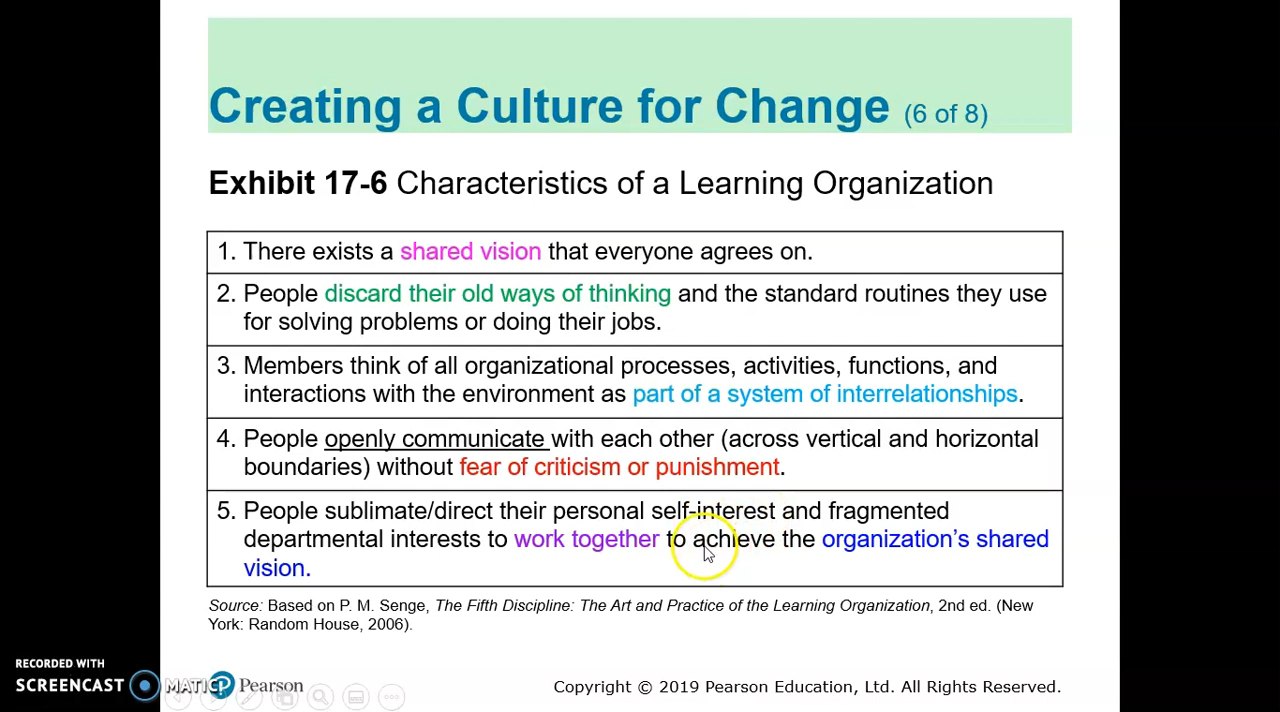 Creating a Culture for Change (6 of 8)
Exhibit 17-6 Characteristics of a Learning Organization
1. There exists a shared vision that everyone agrees on.
2. People discard their old ways of thinking and the standard routines they use
for solving problems or doing their jobs.
3. Members think of all organizational processes, activities, functions, and
interactions with the environment as part of a system of interrelationships.
4. People openly communicate with each other (across vertical and horizontal
boundaries) without fear of criticism or punishment.
5. People sublimate/direct their personal self-interest and fragmented
departmental interests to work together to achieve the organization's shared
vision.
Source: Based on P. M. Senge, The Fifth Discipline: The Art and Practice of the Learning Organization, 2nd ed. (New
York: Random House, 2006).
RECORDED WITH
SCREENCAST MATIC
Pearson
Copyright © 2019 Pearson Education, Ltd. All Rights Reserved.